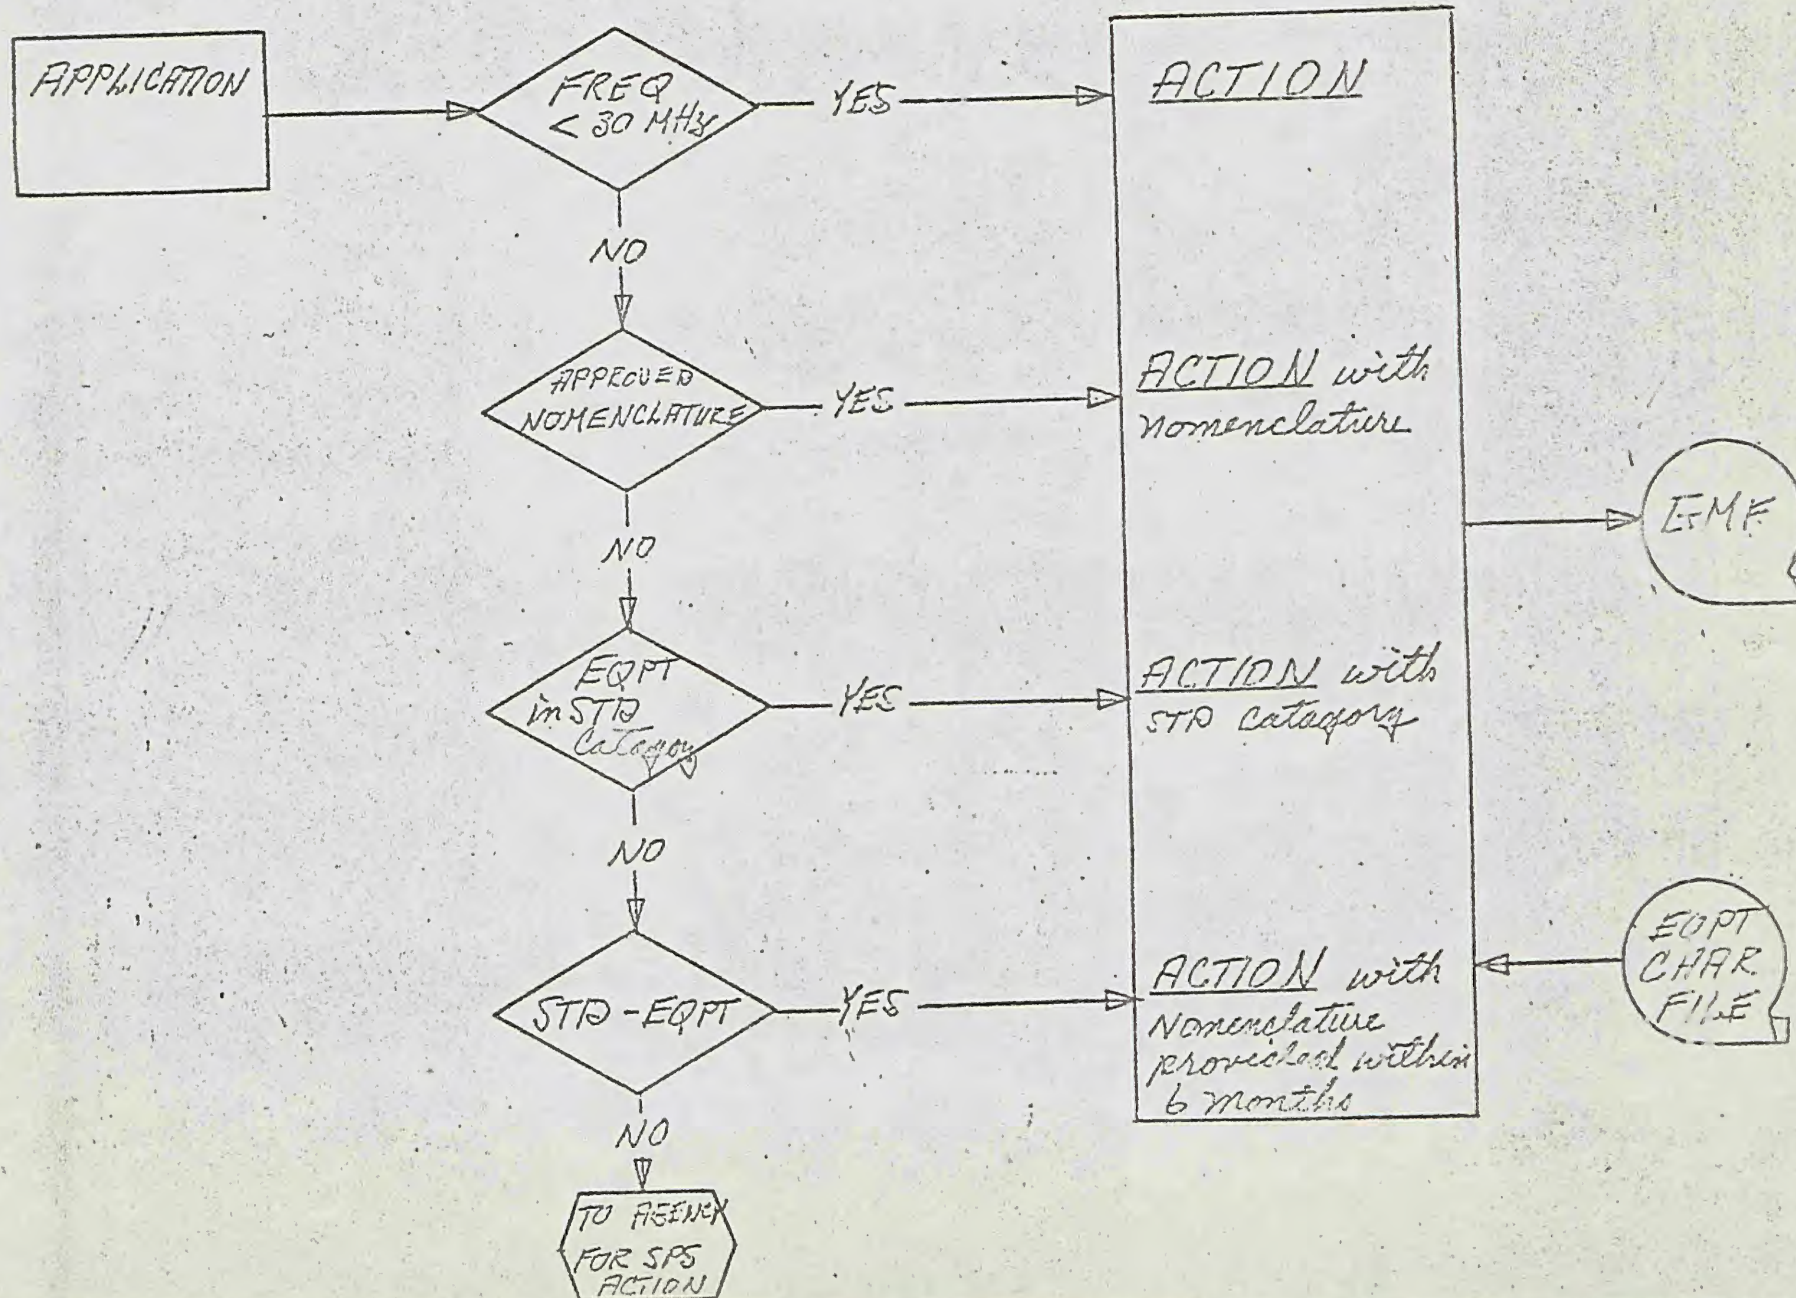 APPLICATION
FREQ
< 30 MHz
YES
ACTION
NO
APPROVED
NOMENCLATURE
YES
ACTION with
nomenclature
GMF
NO
EQPT
in STD
Catagoy
YES
ACTION with
STD Catagory
NO
STD-EQPT
YES
ACTION with
Nomenclature
provided within
6 months
EQPT
CHAR
FILE
NO
TO AGENCY
FOR SPS
ACTION